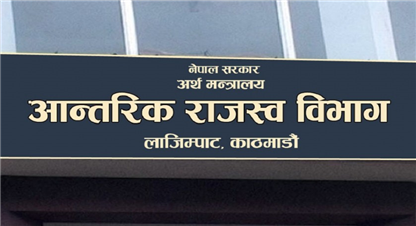 नेपाल सरकार
अर्थ मन्त्रालय
आन्तरिक राजस्व विभाग
लाजिम्पाट, काठमाडौं